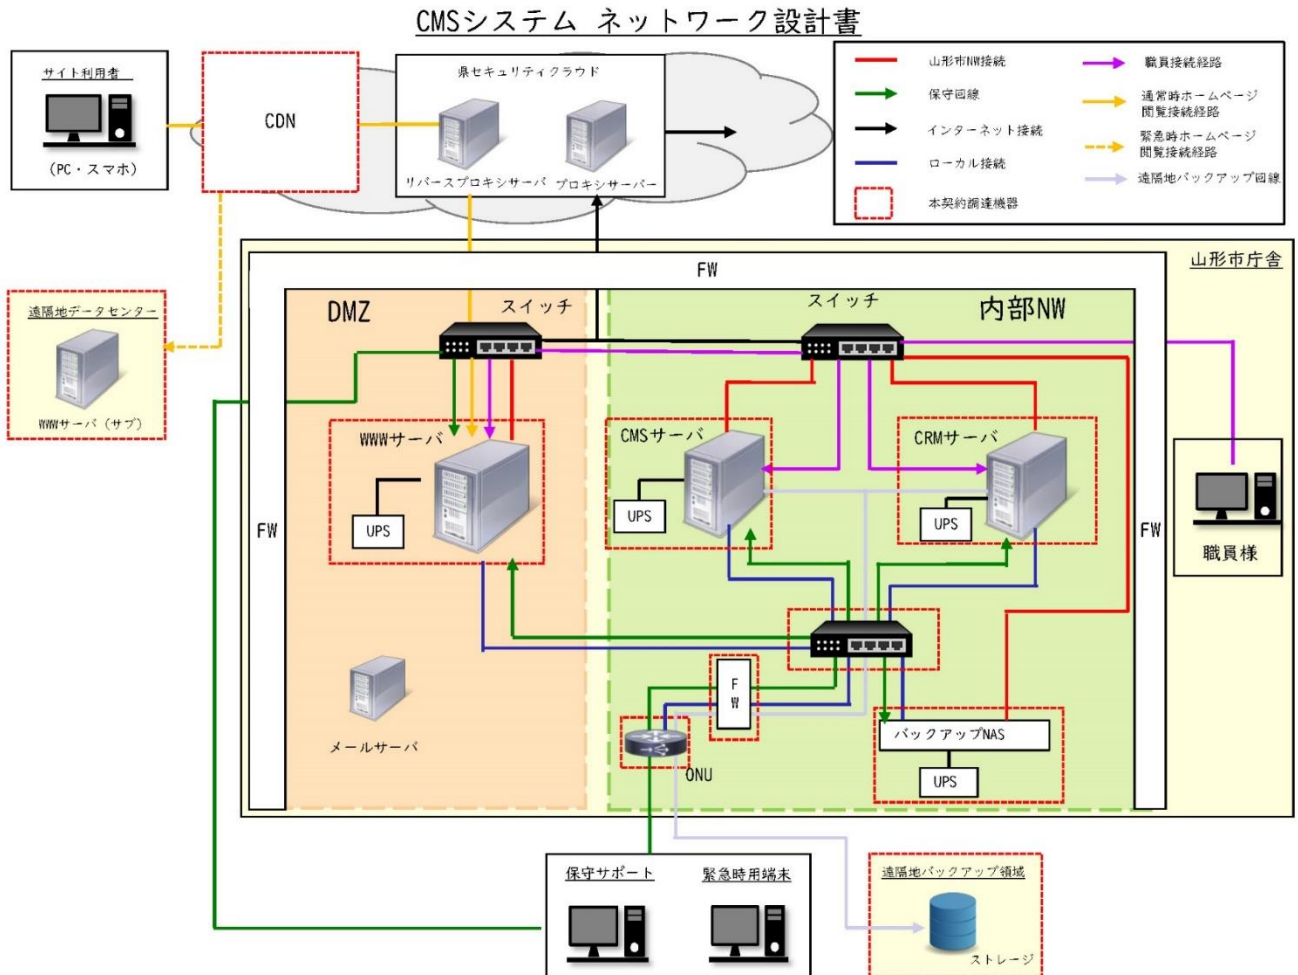 CMSシステム ネットワーク設計書
サイト利用者
(PC・スマホ)
CDN
県セキュリティクラウド
リバースプロキシサーバ
プロキシサーバー
山形市NW接続
保守回線
インターネット接続
ローカル接続
本契約調達機器
職員接続経路
通常時ホームページ
閲覧接続経路
緊急時ホームページ
閲覧接続経路
遠隔地バックアップ回線
山形市庁舎
FW
遠隔地データセンター
WWWサーバ（サブ）
DMZ
スイッチ
スイッチ
内部NW
WWWサーバ
UPS
CMSサーバ
UPS
CRMサーバ
UPS
FW
FW
職員様
メールサーバ
FW
ONU
バックアップNAS
UPS
保守サポート
緊急時用端末
遠隔地バックアップ領域
ストレージ